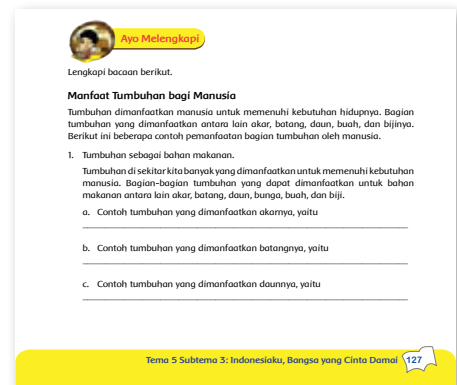 Ayo Melengkapi
Lengkapi bacaan berikut.
Manfaat Tumbuhan bagi Manusia
Tumbuhan dimanfaatkan manusia untuk memenuhi kebutuhan hidupnya. Bagian
tumbuhan yang dimanfaatkan antara lain akar, batang, daun, buah, dan bijinya.
Berikut ini beberapa contoh pemanfaatan bagian tumbuhan oleh manusia.
1. Tumbuhan sebagai bahan makanan.
Tumbuhan di sekitar kita banyak yang dimanfaatkan untuk memenuhi kebutuhan
manusia. Bagian-bagian tumbuhan yang dapat dimanfaatkan untuk bahan
makanan antara lain akar, batang, daun, bunga, buah, dan biji.
a. Contoh tumbuhan yang dimanfaatkan akarnya, yaitu
b. Contoh tumbuhan yang dimanfaatkan batangnya, yaitu
c. Contoh tumbuhan yang dimanfaatkan daunnya, yaitu
Tema 5 Subtema 3: Indonesiaku, Bangsa yang Cinta Damai 127